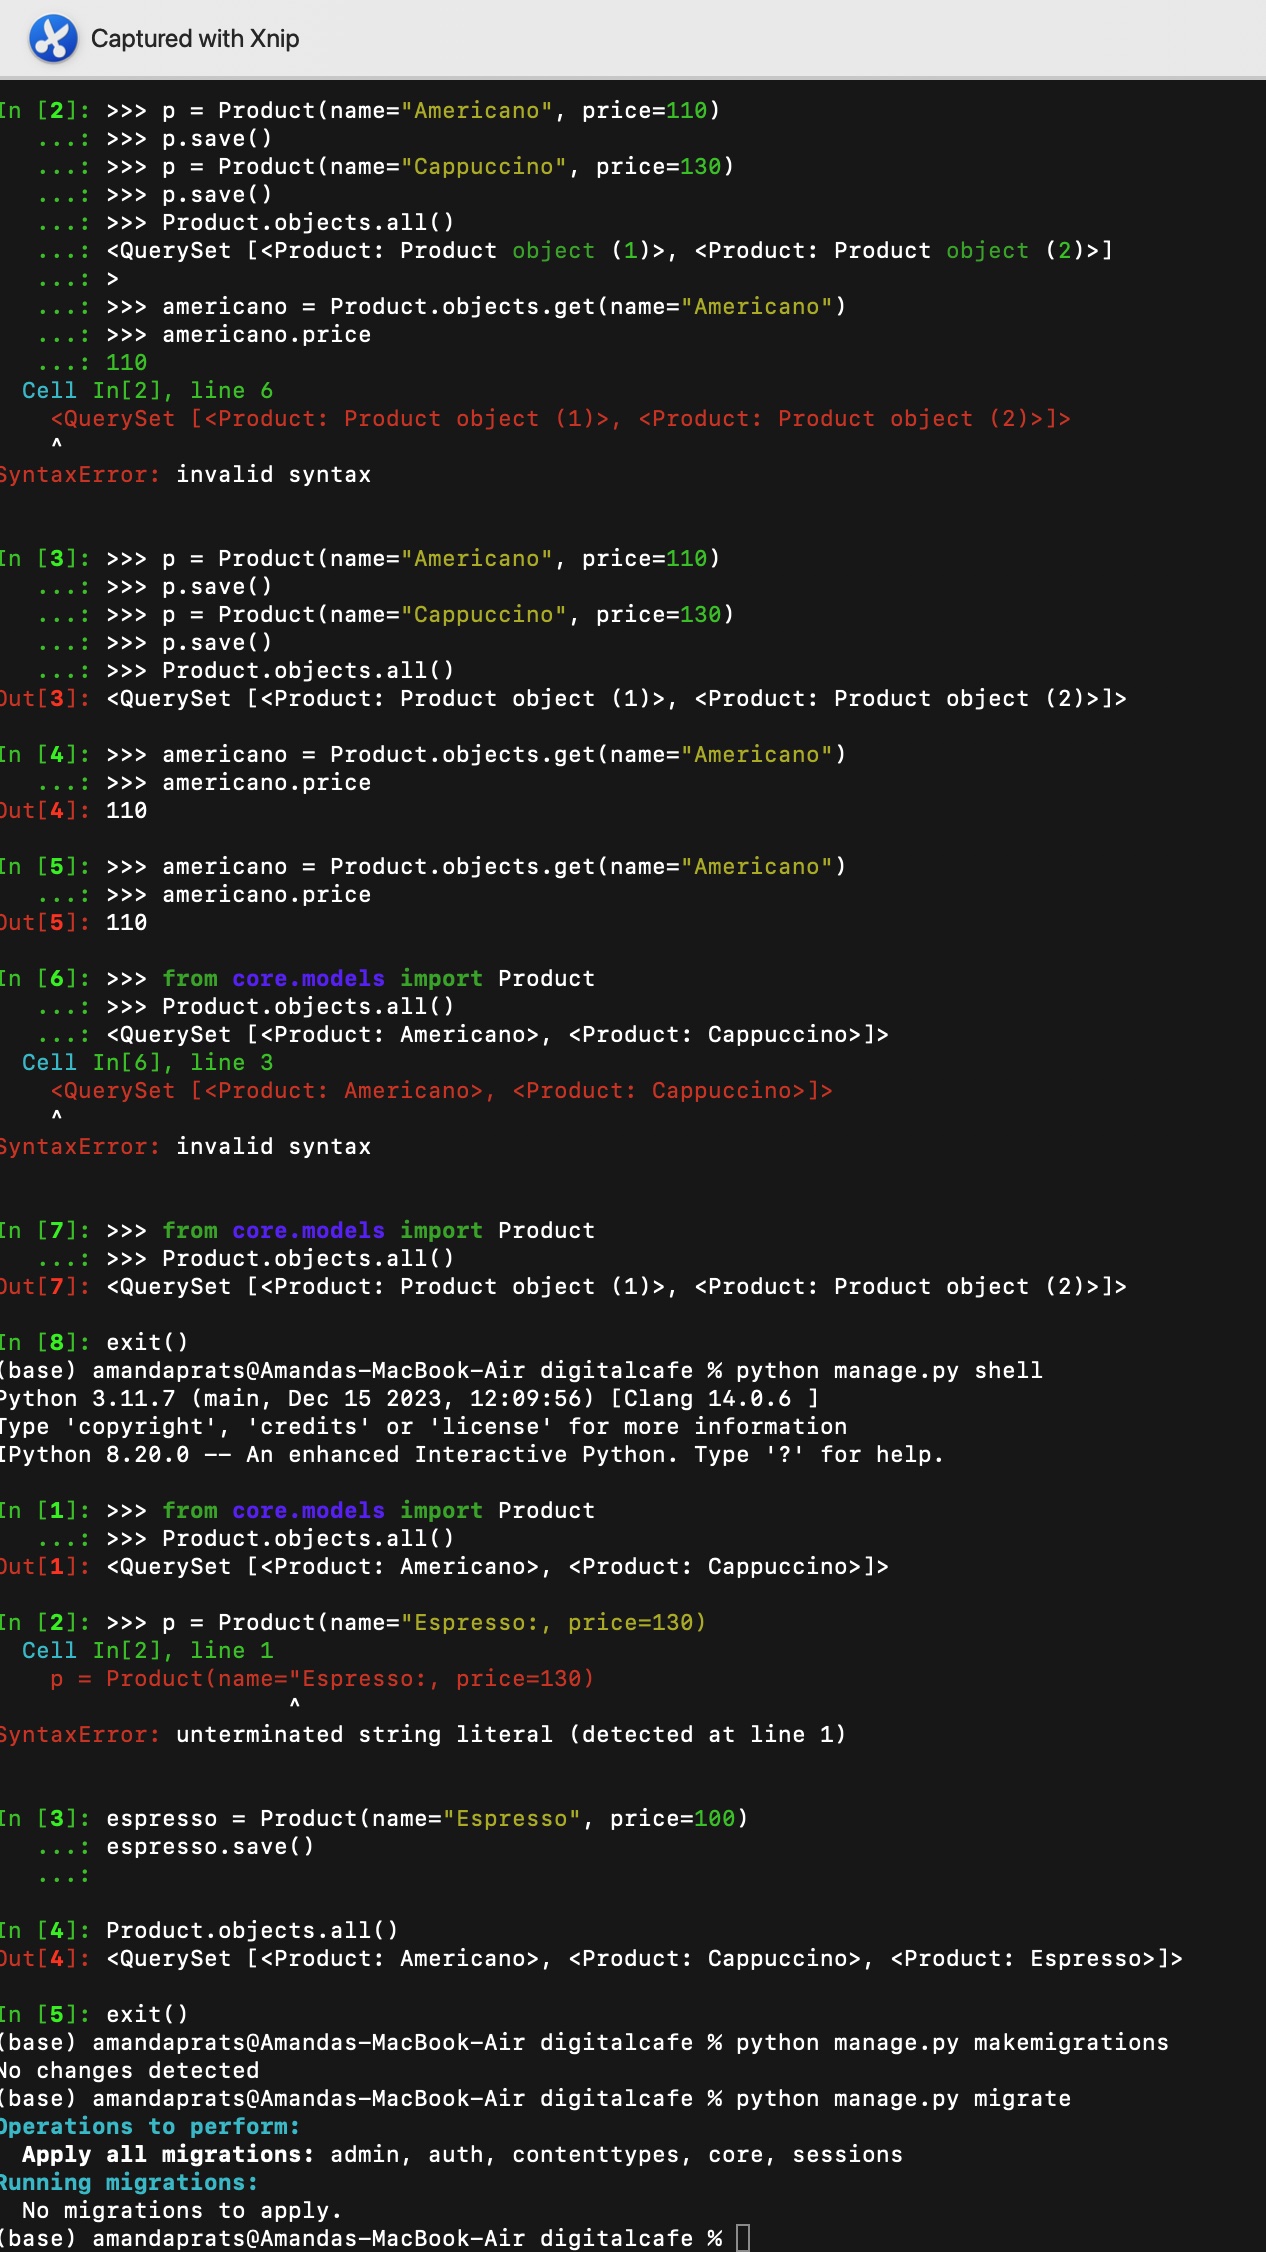 Captured with Xnip
In [2]: >>> p = Product(name="Americano", price=110)
   ...: >>> p.save()
   ...: >>> p = Product(name="Cappuccino", price=130)
   ...: >>> p.save()
   ...: >>> Product.objects.all()
   ...: <QuerySet [<Product: Product object (1)>, <Product: Product object (2)>]
   ...: >
   ...: >>> americano = Product.objects.get(name="Americano")
   ...: >>> americano.price
   ...: 110
  Cell In[2], line 6
    <QuerySet [<Product: Product object (1)>, <Product: Product object (2)>]>
    ^
SyntaxError: invalid syntax
In [3]: >>> p = Product(name="Americano", price=110)
   ...: >>> p.save()
   ...: >>> p = Product(name="Cappuccino", price=130)
   ...: >>> p.save()
   ...: >>> Product.objects.all()
Out[3]: <QuerySet [<Product: Product object (1)>, <Product: Product object (2)>]>
In [4]: >>> americano = Product.objects.get(name="Americano")
   ...: >>> americano.price
Out[4]: 110
In [5]: >>> americano = Product.objects.get(name="Americano")
   ...: >>> americano.price
Out[5]: 110
In [6]: >>> from core.models import Product
   ...: >>> Product.objects.all()
   ...: <QuerySet [<Product: Americano>, <Product: Cappuccino>]>
  Cell In[6], line 3
    <QuerySet [<Product: Americano>, <Product: Cappuccino>]>
    ^
SyntaxError: invalid syntax
In [7]: >>> from core.models import Product
   ...: >>> Product.objects.all()
Out[7]: <QuerySet [<Product: Product object (1)>, <Product: Product object (2)>]>
In [8]: exit()
(base) amandaprats@Amandas-MacBook-Air digitalcafe % python manage.py shell
Python 3.11.7 (main, Dec 15 2023, 12:09:56) [Clang 14.0.6 ]
Type 'copyright', 'credits' or 'license' for more information
IPython 8.20.0 -- An enhanced Interactive Python. Type '?' for help.
In [1]: >>> from core.models import Product
   ...: >>> Product.objects.all()
Out[1]: <QuerySet [<Product: Americano>, <Product: Cappuccino>]>
In [2]: >>> p = Product(name="Espresso:, price=130)
  Cell In[2], line 1
    p = Product(name="Espresso:, price=130)
                     ^
SyntaxError: unterminated string literal (detected at line 1)
In [3]: espresso = Product(name="Espresso", price=100)
   ...: espresso.save()
   ...:
In [4]: Product.objects.all()
Out[4]: <QuerySet [<Product: Americano>, <Product: Cappuccino>, <Product: Espresso>]>
In [5]: exit()
(base) amandaprats@Amandas-MacBook-Air digitalcafe % python manage.py makemigrations
No changes detected
(base) amandaprats@Amandas-MacBook-Air digitalcafe % python manage.py migrate
Operations to perform:
  Apply all migrations: admin, auth, contenttypes, core, sessions
Running migrations:
  No migrations to apply.
(base) amandaprats@Amandas-MacBook-Air digitalcafe %